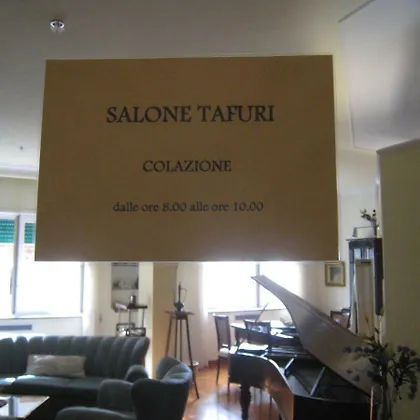 SALONE TAFURI
COLAZIONE
dalle ore 8.00 alle ore 10.00